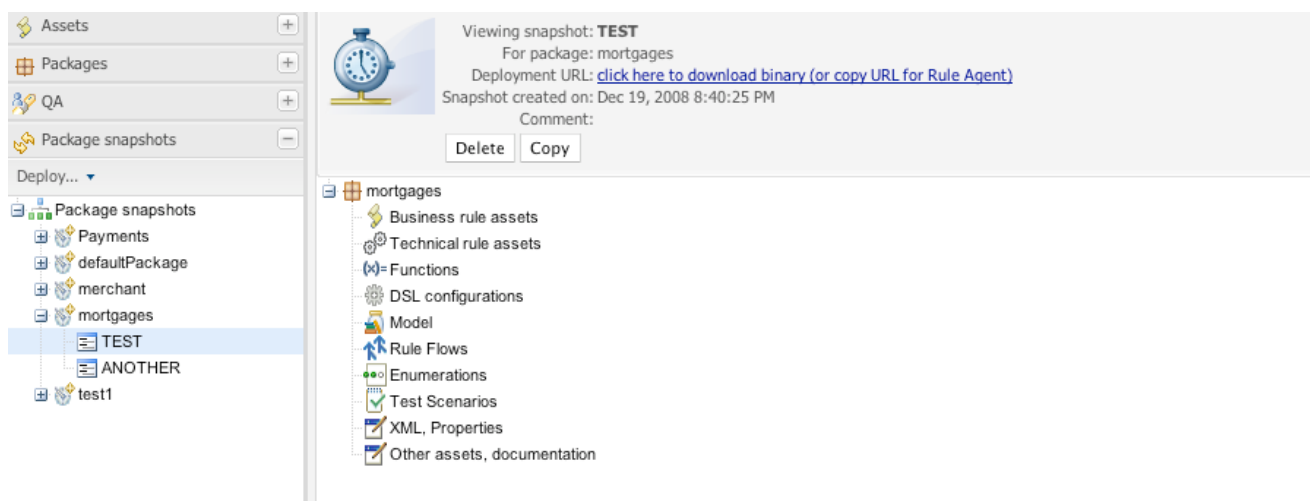 Assets
Packages
QA
Package snapshots
Deploy...
Package snapshots
Payments
defaultPackage
merchant
mortgages
TEST
ANOTHER
test1
Viewing snapshot: TEST
For package: mortgages
Deployment URL: click here to download binary (or copy URL for Rule Agent)
Snapshot created on: Dec 19, 2008 8:40:25 PM
Comment:
Delete Copy
mortgages
Business rule assets
Technical rule assets
(x)= Functions
DSL configurations
Model
Rule Flows
Enumerations
Test Scenarios
XML, Properties
Other assets, documentation